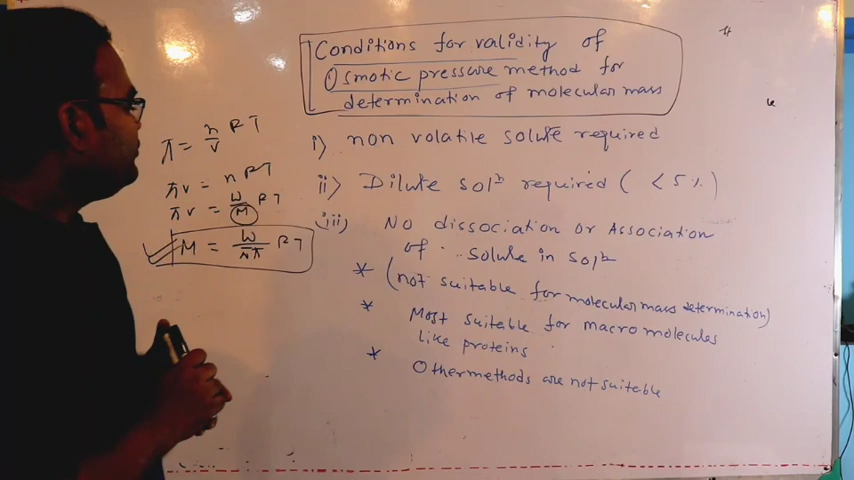 Conditions for validity of
Osmotic pressure method for
determination of molecular mass
π = n/v RT
πv = nRT
πv = W/M RT
M = W/vπ RT
i) non volatile solute required
ii) Dilute solⁿ required (<5%)
(iii) No dissociation or Association
of solute in solⁿ
* (not suitable for molecular mass determination)
* Most suitable for macromolecules
like proteins
* Other methods are not suitable